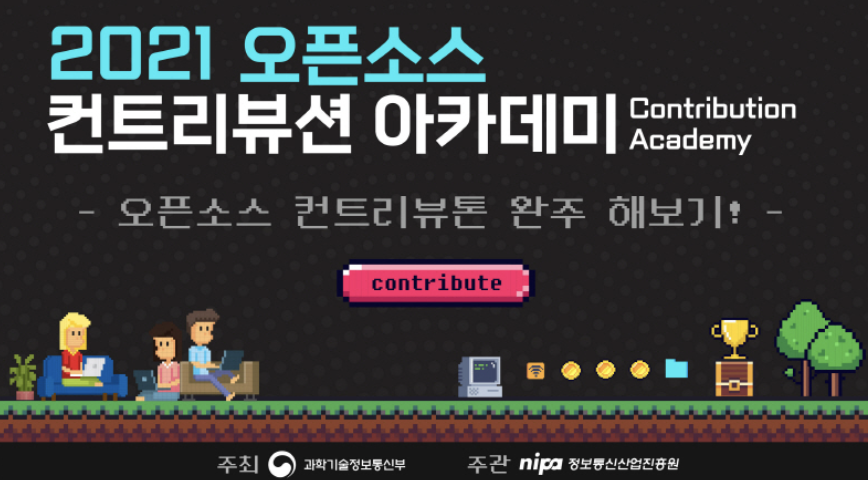 2021 오픈소스
컨트리뷰션 아카데미 Contribution Academy
- 오픈소스 컨트리뷰톤 완주 해보기! -
contribute
주최 과학기술정보통신부 주관 nipa 정보통신산업진흥원